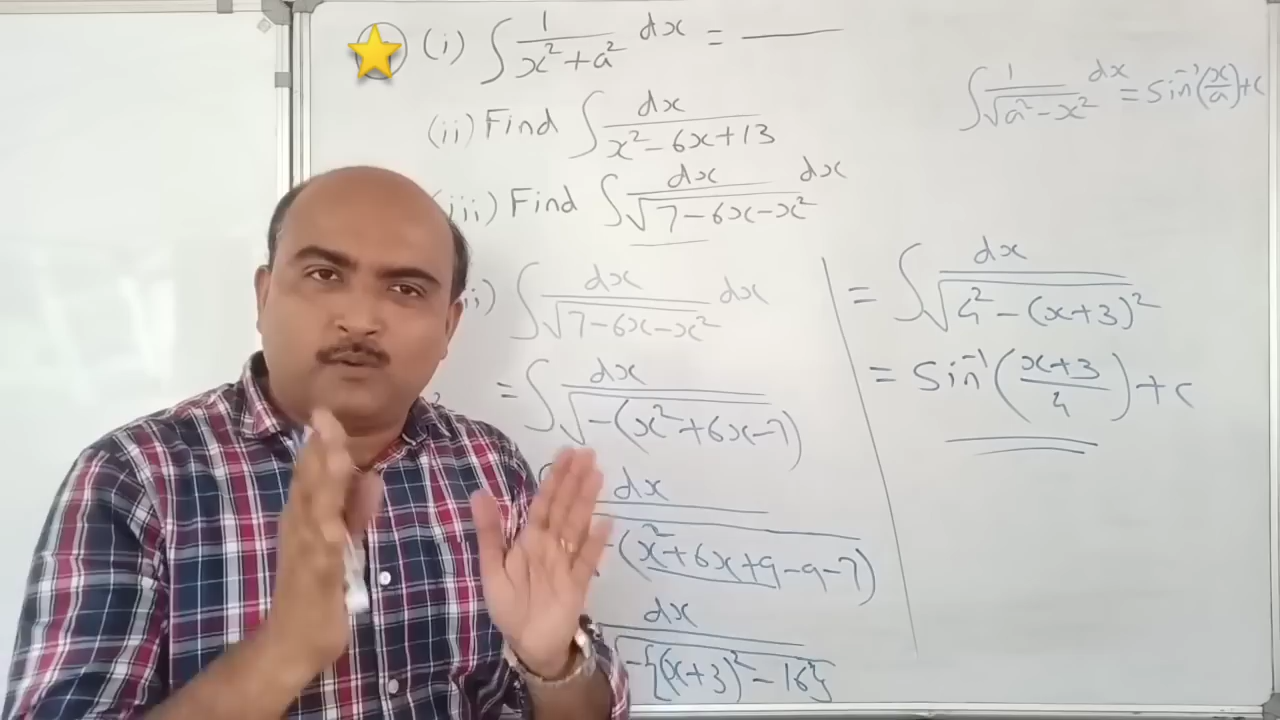 (i) ∫ 1/(x²+a²) dx = ——
(ii) Find ∫ dx/(x²-6x+13)
(iii) Find ∫ dx/√(7-6x-x²) dx
ii) ∫ dx/√(7-6x-x²) dx
= ∫ dx/√(-(x²+6x-7))
dx/(-(x²+6x+9-9-7))
dx/√(-{(x+3)²-16})
∫ 1/√(a²-x²) dx = Sin⁻¹(x/a)+c
= ∫ dx/√(4²-(x+3)²)
= Sin⁻¹((x+3)/4)+c